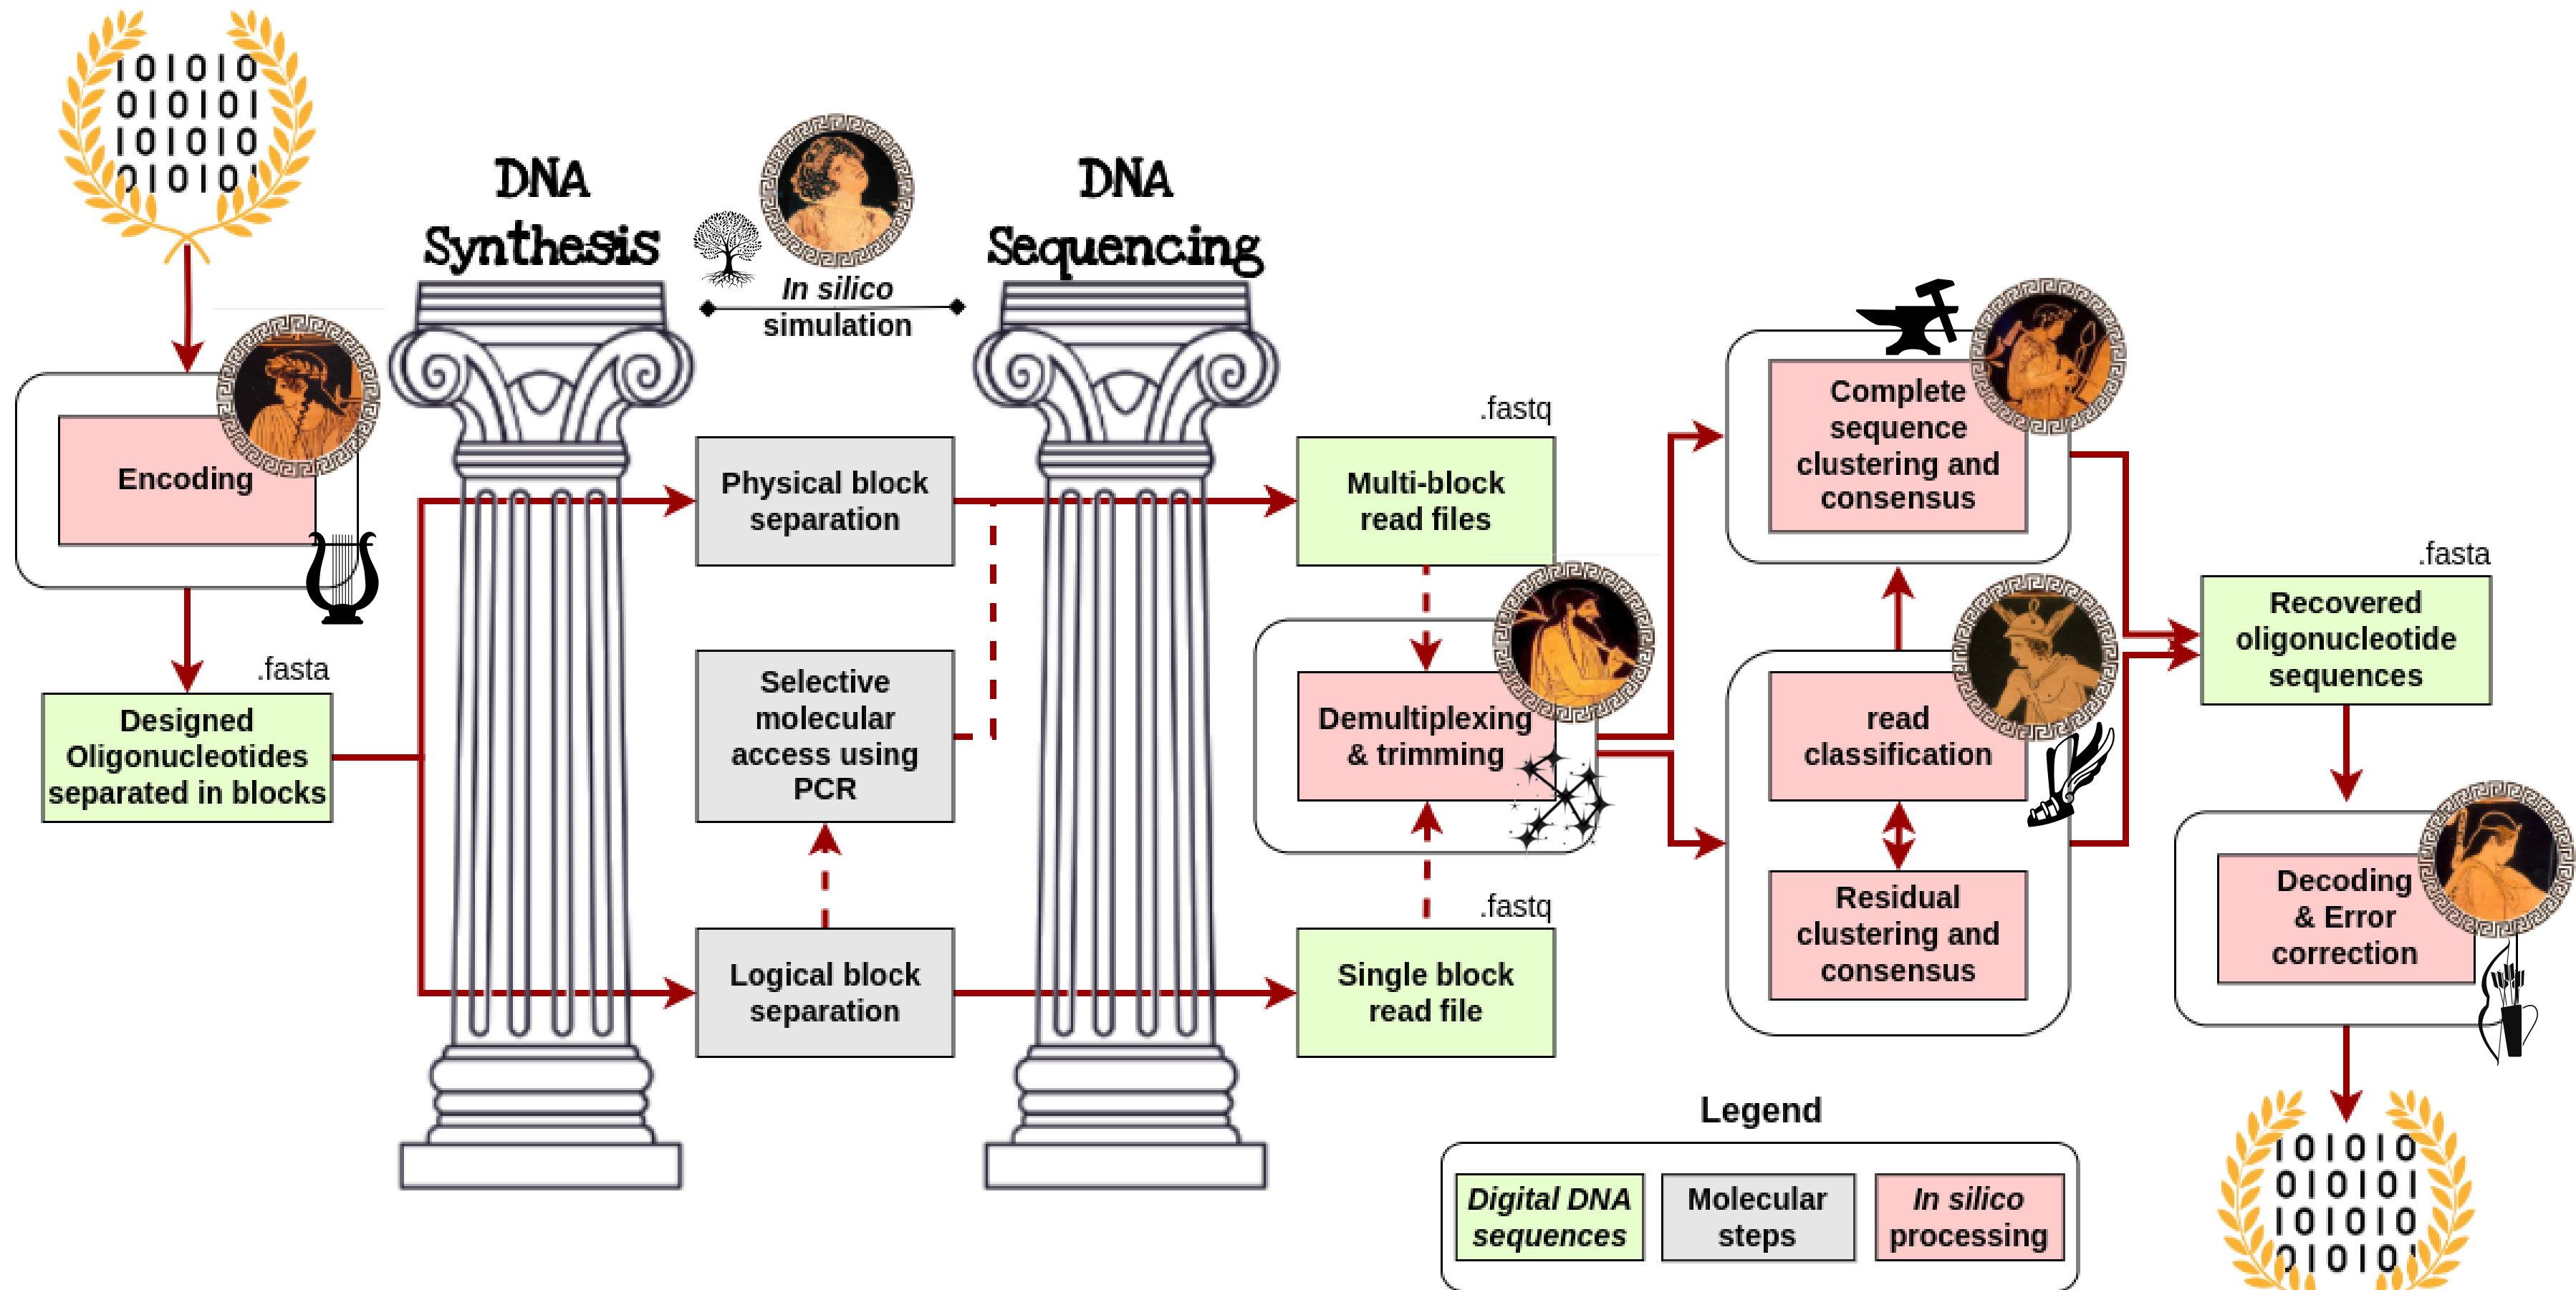 101010
010101
101010
010101
DNA
Synthesis
In silico
simulation
DNA
Sequencing
Encoding
.fasta
Designed
Oligonucleotides
separated in blocks
Physical block
separation
Selective
molecular
access using
PCR
Logical block
separation
.fastq
Multi-block
read files
Demultiplexing
& trimming
.fastq
Single block
read file
Complete
sequence
clustering and
consensus
read
classification
Residual
clustering and
consensus
.fasta
Recovered
oligonucleotide
sequences
Decoding
& Error
correction
101010
010101
101010
010101
Legend
Digital DNA
sequences
Molecular
steps
In silico
processing